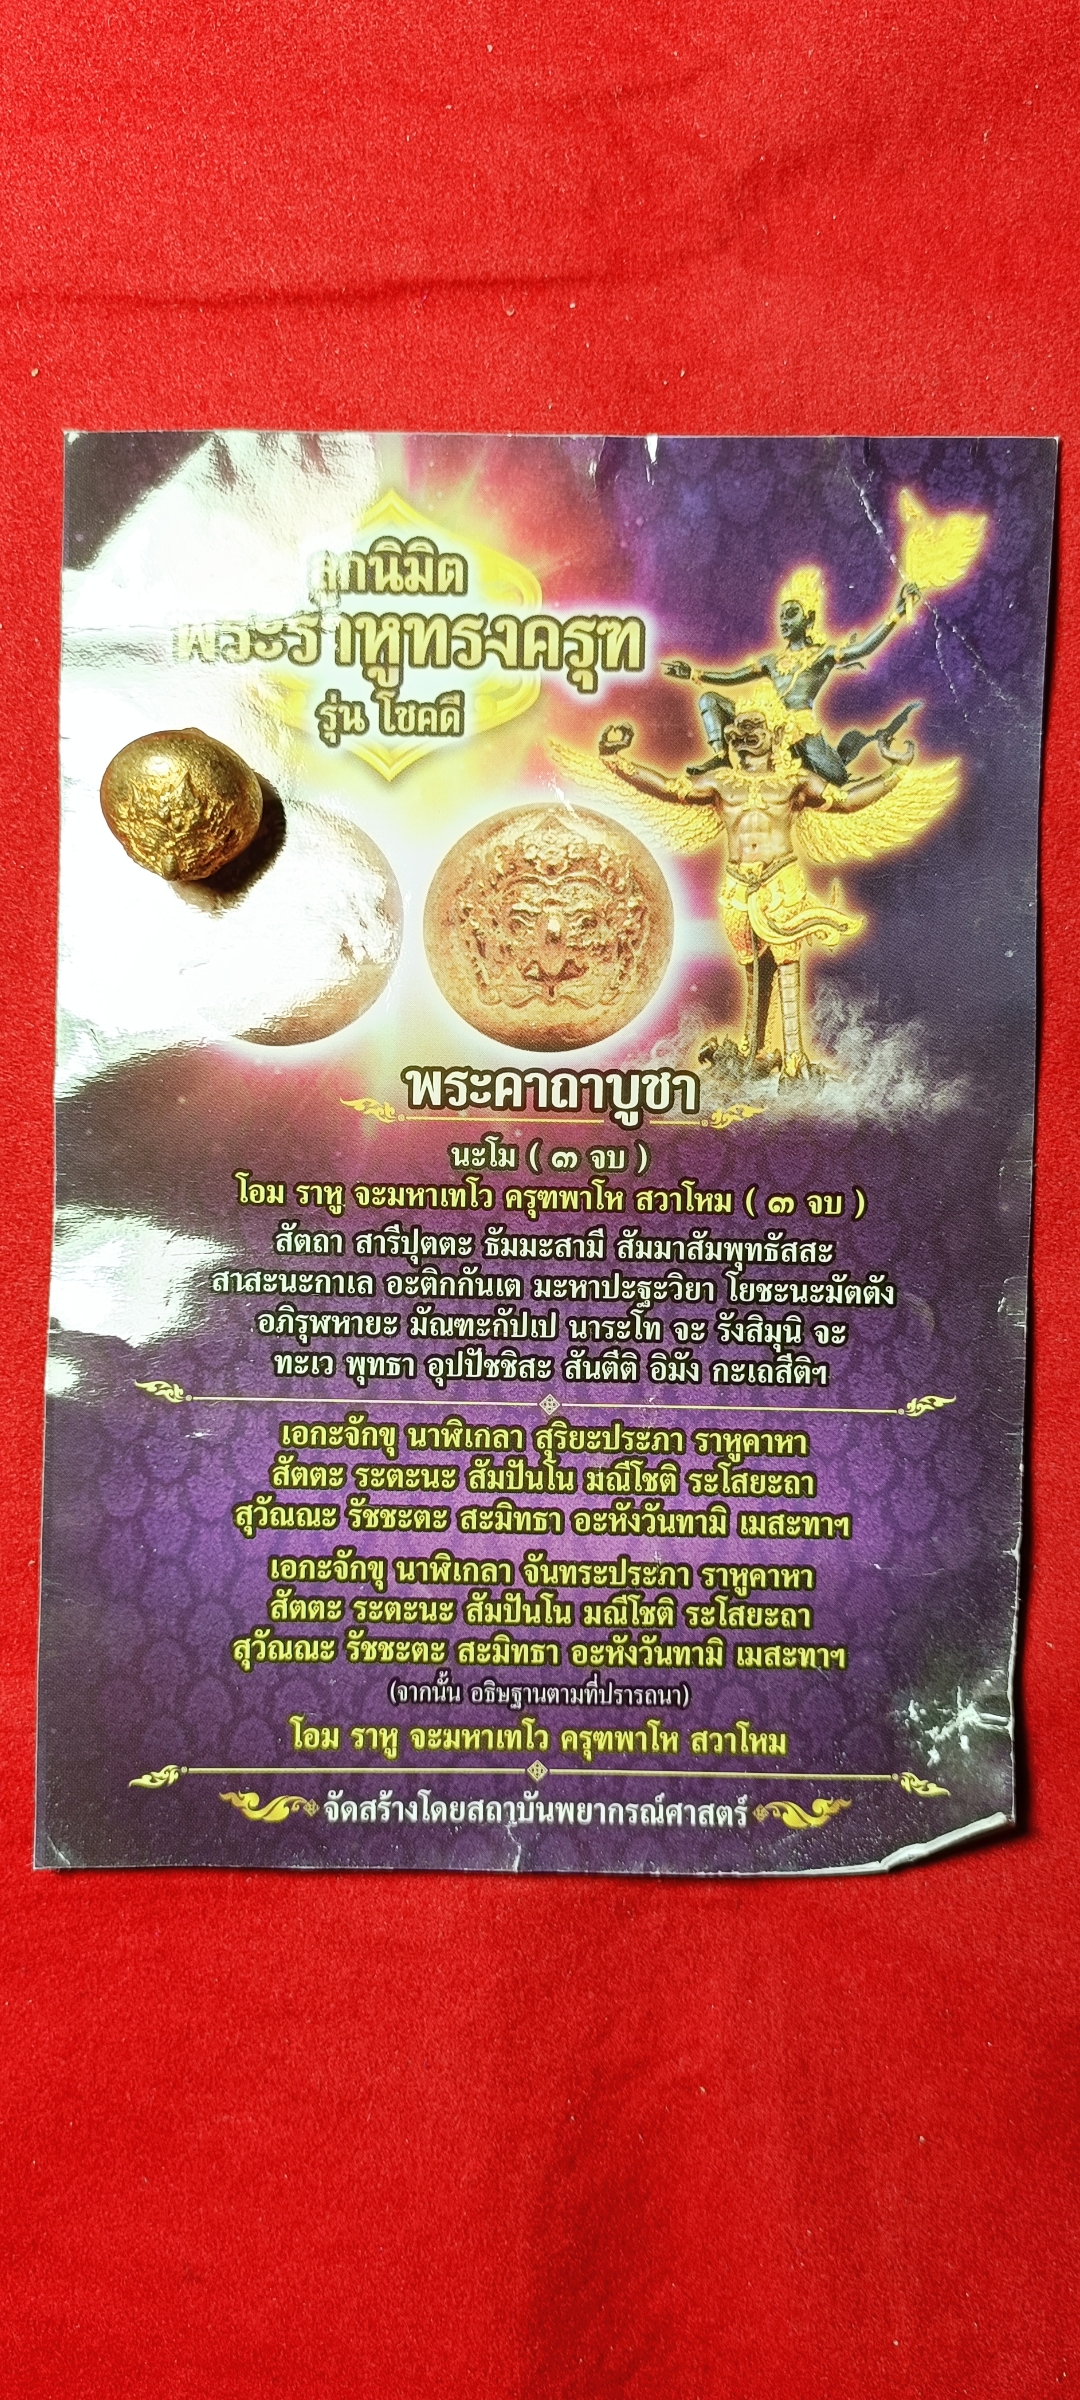 ลูกนิมิต
พระราหูทรงครุฑ
รุ่น โชคดี
พระคาถาบูชา
นะโม ( ๓ จบ )
โอม ราหู จะมหาเทโว ครุฑพาโห สวาโหม ( ๓ จบ )
สัตถา สารีปุตตะ ธัมมะสามี สัมมาสัมพุทธัสสะ
สาสะนะกาเล อะติกกันเต มะหาปะฐะวิยา โยชะนะมัตตัง
อภิรุฬหายะ มัณฑะกัปเป นาระโท จะ รังสิมุนิ จะ
ทะเว พุทธา อุปปัชชิสะ สันตีติ อิมัง กะเถสีติฯ
เอกะจักขุ นาฬิเกลา สุริยะประภา ราหูคาหา
สัตตะ ระตะนะ สัมปันโน มณีโชติ ระโสยะถา
สุวัณณะ รัชชะตะ สะมิทธา อะหังวันทามิ เมสะทาฯ
เอกะจักขุ นาฬิเกลา จันทระประภา ราหูคาหา
สัตตะ ระตะนะ สัมปันโน มณีโชติ ระโสยะถา
สุวัณณะ รัชชะตะ สะมิทธา อะหังวันทามิ เมสะทาฯ
(จากนั้น อธิษฐานตามที่ปรารถนา)
โอม ราหู จะมหาเทโว ครุฑพาโห สวาโหม
จัดสร้างโดยสถาบันพยากรณ์ศาสตร์